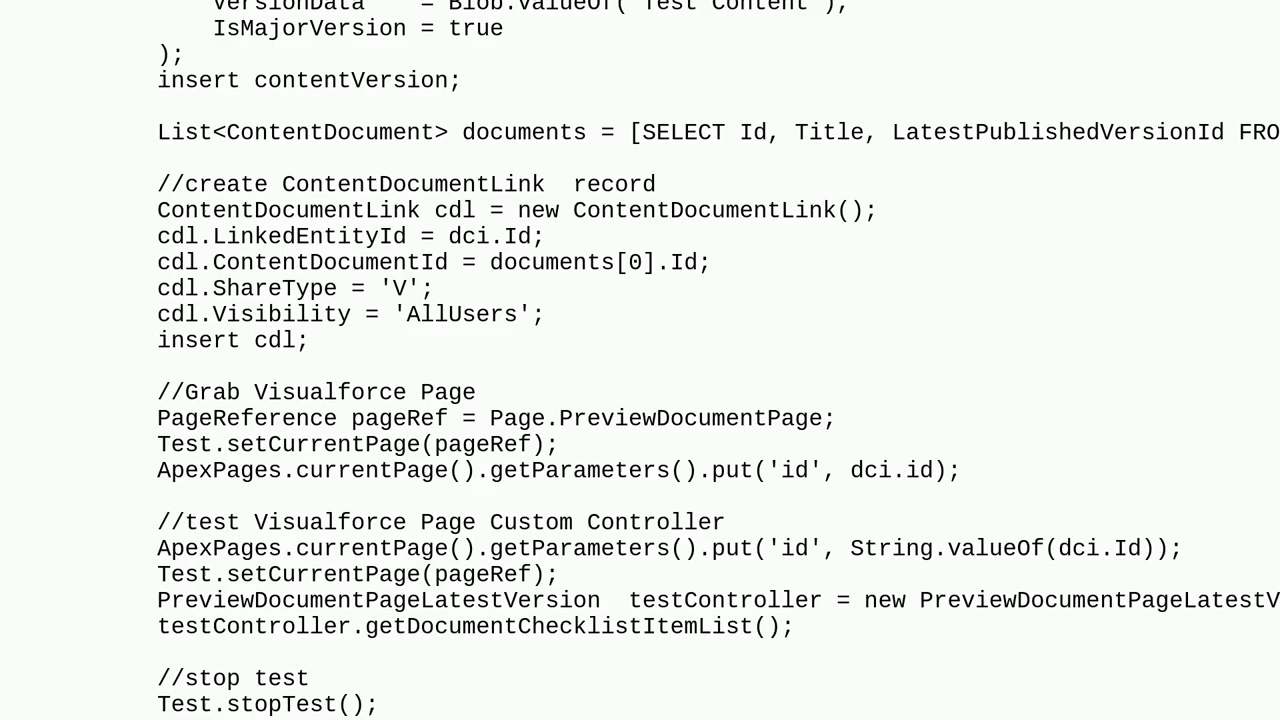 versionData    = Blob.valueOf('Test Content'),
IsMajorVersion = true
);
insert contentVersion;
List<ContentDocument> documents = [SELECT Id, Title, LatestPublishedVersionId FRO
//create ContentDocumentLink  record
ContentDocumentLink cdl = new ContentDocumentLink();
cdl.LinkedEntityId = dci.Id;
cdl.ContentDocumentId = documents[0].Id;
cdl.ShareType = 'V';
cdl.Visibility = 'AllUsers';
insert cdl;
//Grab Visualforce Page
PageReference pageRef = Page.PreviewDocumentPage;
Test.setCurrentPage(pageRef);
ApexPages.currentPage().getParameters().put('id', dci.id);
//test Visualforce Page Custom Controller
ApexPages.currentPage().getParameters().put('id', String.valueOf(dci.Id));
Test.setCurrentPage(pageRef);
PreviewDocumentPageLatestVersion  testController = new PreviewDocumentPageLatestV
testController.getDocumentChecklistItemList();
//stop test
Test.stopTest();